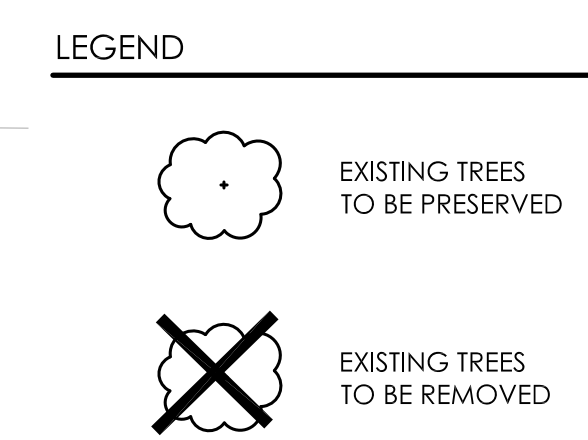 LEGEND
EXISTING TREES
TO BE PRESERVED
EXISTING TREES
TO BE REMOVED